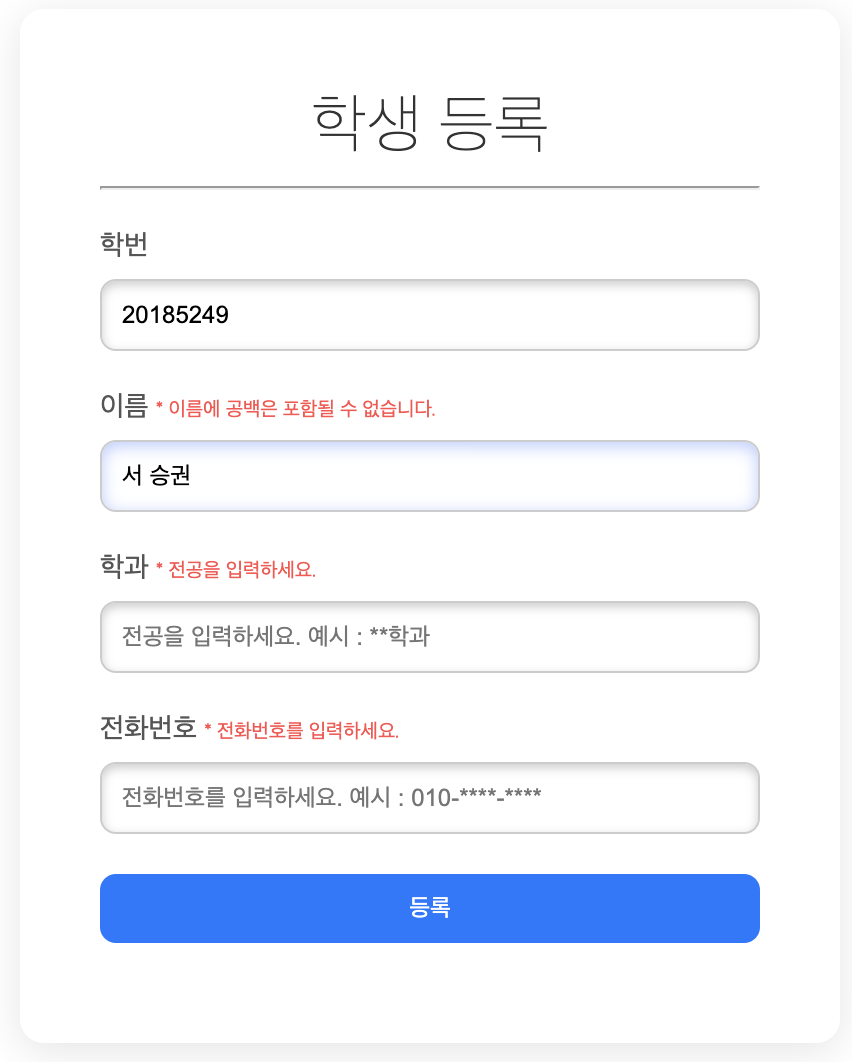 학생 등록
학번
20185249
이름 * 이름에 공백은 포함될 수 없습니다.
서 승권
학과 * 전공을 입력하세요.
전공을 입력하세요. 예시 : **학과
전화번호 * 전화번호를 입력하세요.
전화번호를 입력하세요. 예시 : 010-****-****
등록